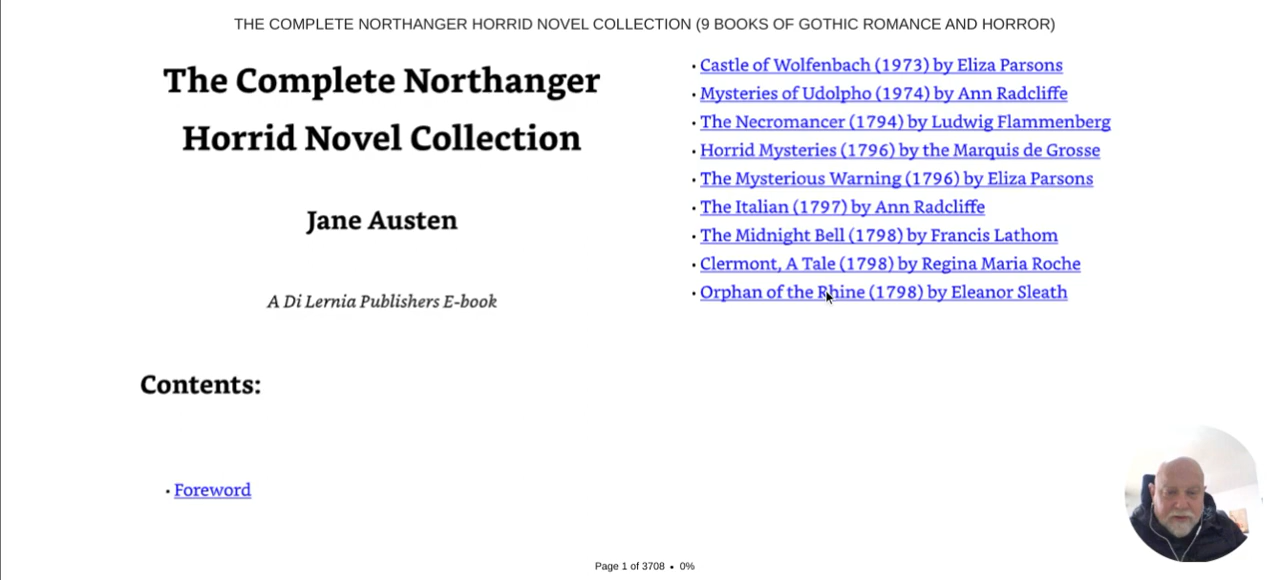 THE COMPLETE NORTHANGER HORRID NOVEL COLLECTION (9 BOOKS OF GOTHIC ROMANCE AND HORROR)
The Complete Northanger
Horrid Novel Collection
Jane Austen
A Di Lernia Publishers E-book
Contents:
• Foreword
• Castle of Wolfenbach (1973) by Eliza Parsons
• Mysteries of Udolpho (1974) by Ann Radcliffe
• The Necromancer (1794) by Ludwig Flammenberg
• Horrid Mysteries (1796) by the Marquis de Grosse
• The Mysterious Warning (1796) by Eliza Parsons
• The Italian (1797) by Ann Radcliffe
• The Midnight Bell (1798) by Francis Lathom
• Clermont, A Tale (1798) by Regina Maria Roche
• Orphan of the Rhine (1798) by Eleanor Sleath
Page 1 of 3708 • 0%